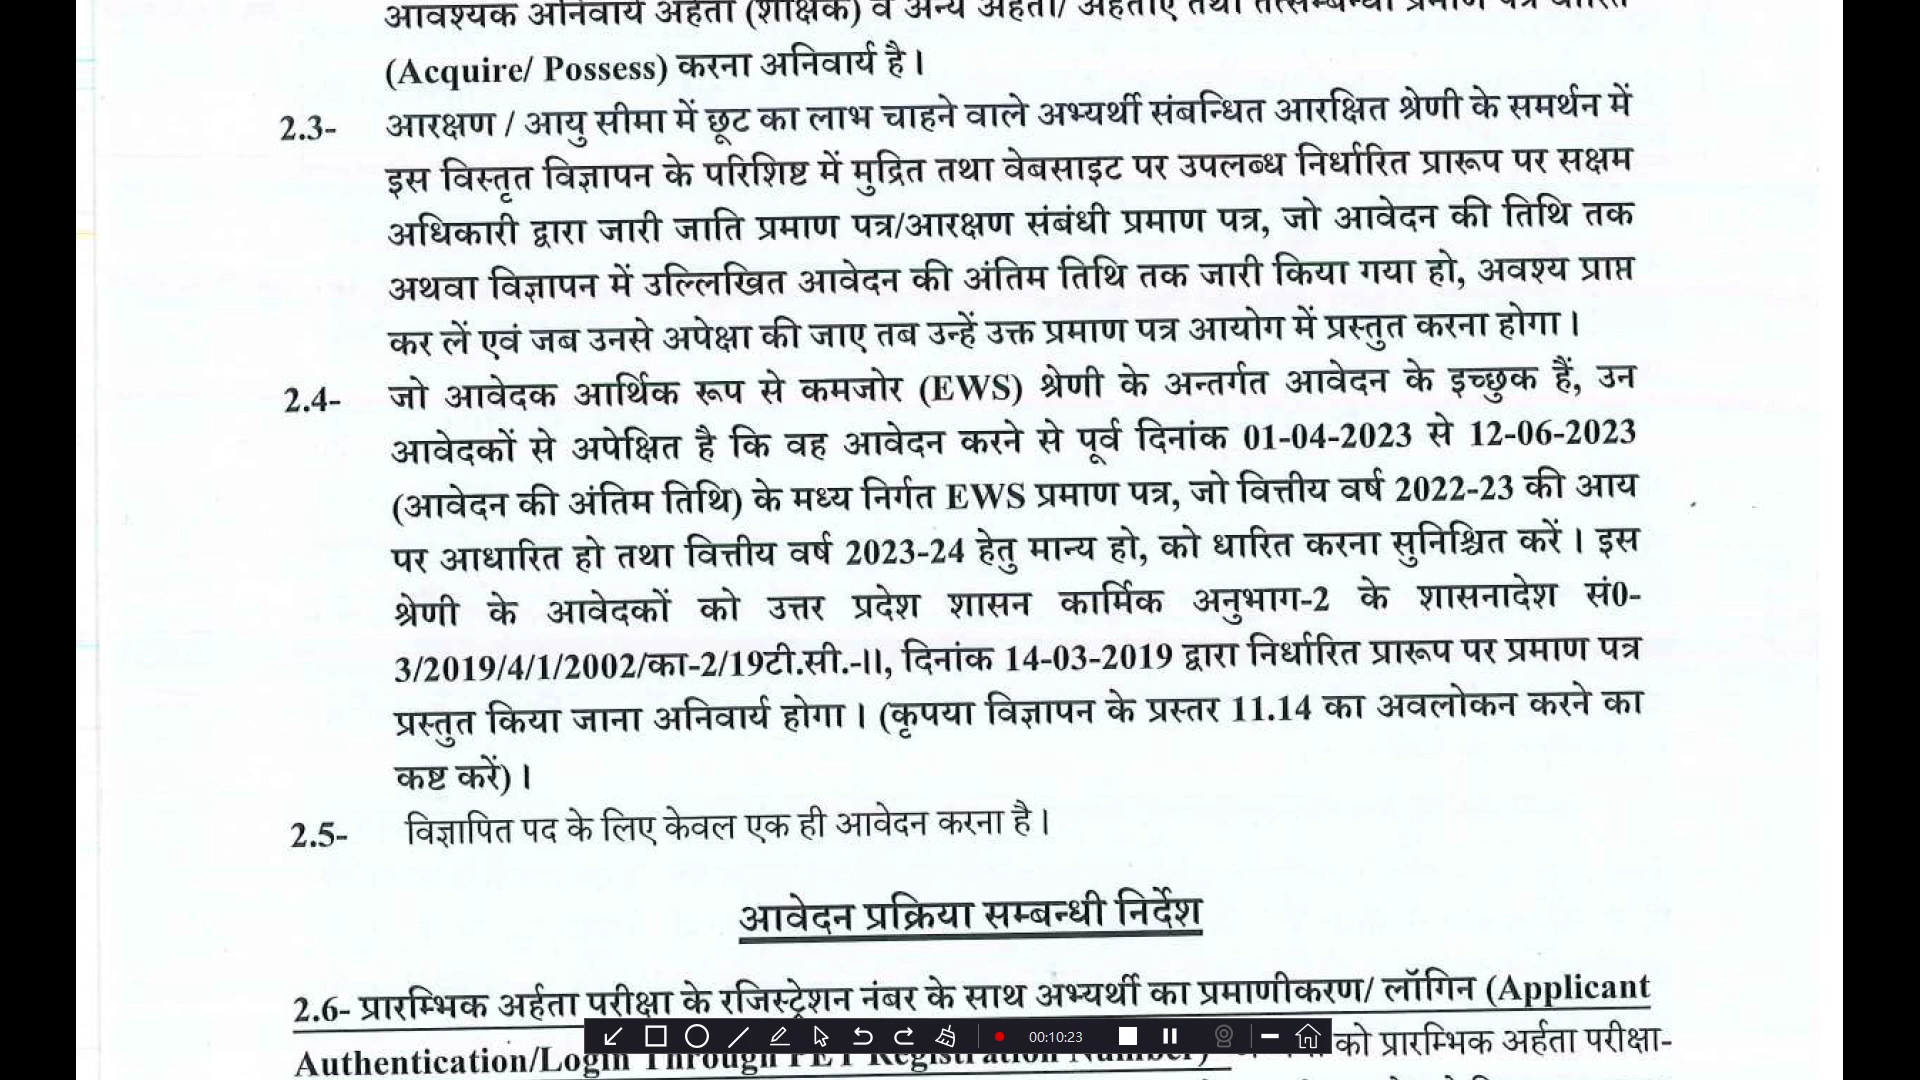 आवश्यक अनिवार्य अर्हता (शैक्षिक) व अन्य अर्हता/ अर्हताएं तथा तत्सम्बन्धी प्रमाण पत्र धारित
(Acquire/ Possess) करना अनिवार्य है।
2.3- आरक्षण / आयु सीमा में छूट का लाभ चाहने वाले अभ्यर्थी संबन्धित आरक्षित श्रेणी के समर्थन में
इस विस्तृत विज्ञापन के परिशिष्ट में मुद्रित तथा वेबसाइट पर उपलब्ध निर्धारित प्रारूप पर सक्षम
अधिकारी द्वारा जारी जाति प्रमाण पत्र/आरक्षण संबंधी प्रमाण पत्र, जो आवेदन की तिथि तक
अथवा विज्ञापन में उल्लिखित आवेदन की अंतिम तिथि तक जारी किया गया हो, अवश्य प्राप्त
कर लें एवं जब उनसे अपेक्षा की जाए तब उन्हें उक्त प्रमाण पत्र आयोग में प्रस्तुत करना होगा।
2.4- जो आवेदक आर्थिक रूप से कमजोर (EWS) श्रेणी के अन्तर्गत आवेदन के इच्छुक हैं, उन
आवेदकों से अपेक्षित है कि वह आवेदन करने से पूर्व दिनांक 01-04-2023 से 12-06-2023
(आवेदन की अंतिम तिथि) के मध्य निर्गत EWS प्रमाण पत्र, जो वित्तीय वर्ष 2022-23 की आय
पर आधारित हो तथा वित्तीय वर्ष 2023-24 हेतु मान्य हो, को धारित करना सुनिश्चित करें। इस
श्रेणी के आवेदकों को उत्तर प्रदेश शासन कार्मिक अनुभाग-2 के शासनादेश सं0-
3/2019/4/1/2002/का-2/19टी.सी.-।।, दिनांक 14-03-2019 द्वारा निर्धारित प्रारूप पर प्रमाण पत्र
प्रस्तुत किया जाना अनिवार्य होगा। (कृपया विज्ञापन के प्रस्तर 11.14 का अवलोकन करने का
कष्ट करें)।
2.5- विज्ञापित पद के लिए केवल एक ही आवेदन करना है।
आवेदन प्रक्रिया सम्बन्धी निर्देश
2.6- प्रारम्भिक अर्हता परीक्षा के रजिस्ट्रेशन नंबर के साथ अभ्यर्थी का प्रमाणीकरण/ लॉगिन (Applicant
Authentication/Login Through PET Registration Number) को प्रारम्भिक अर्हता परीक्षा-
00:10:23